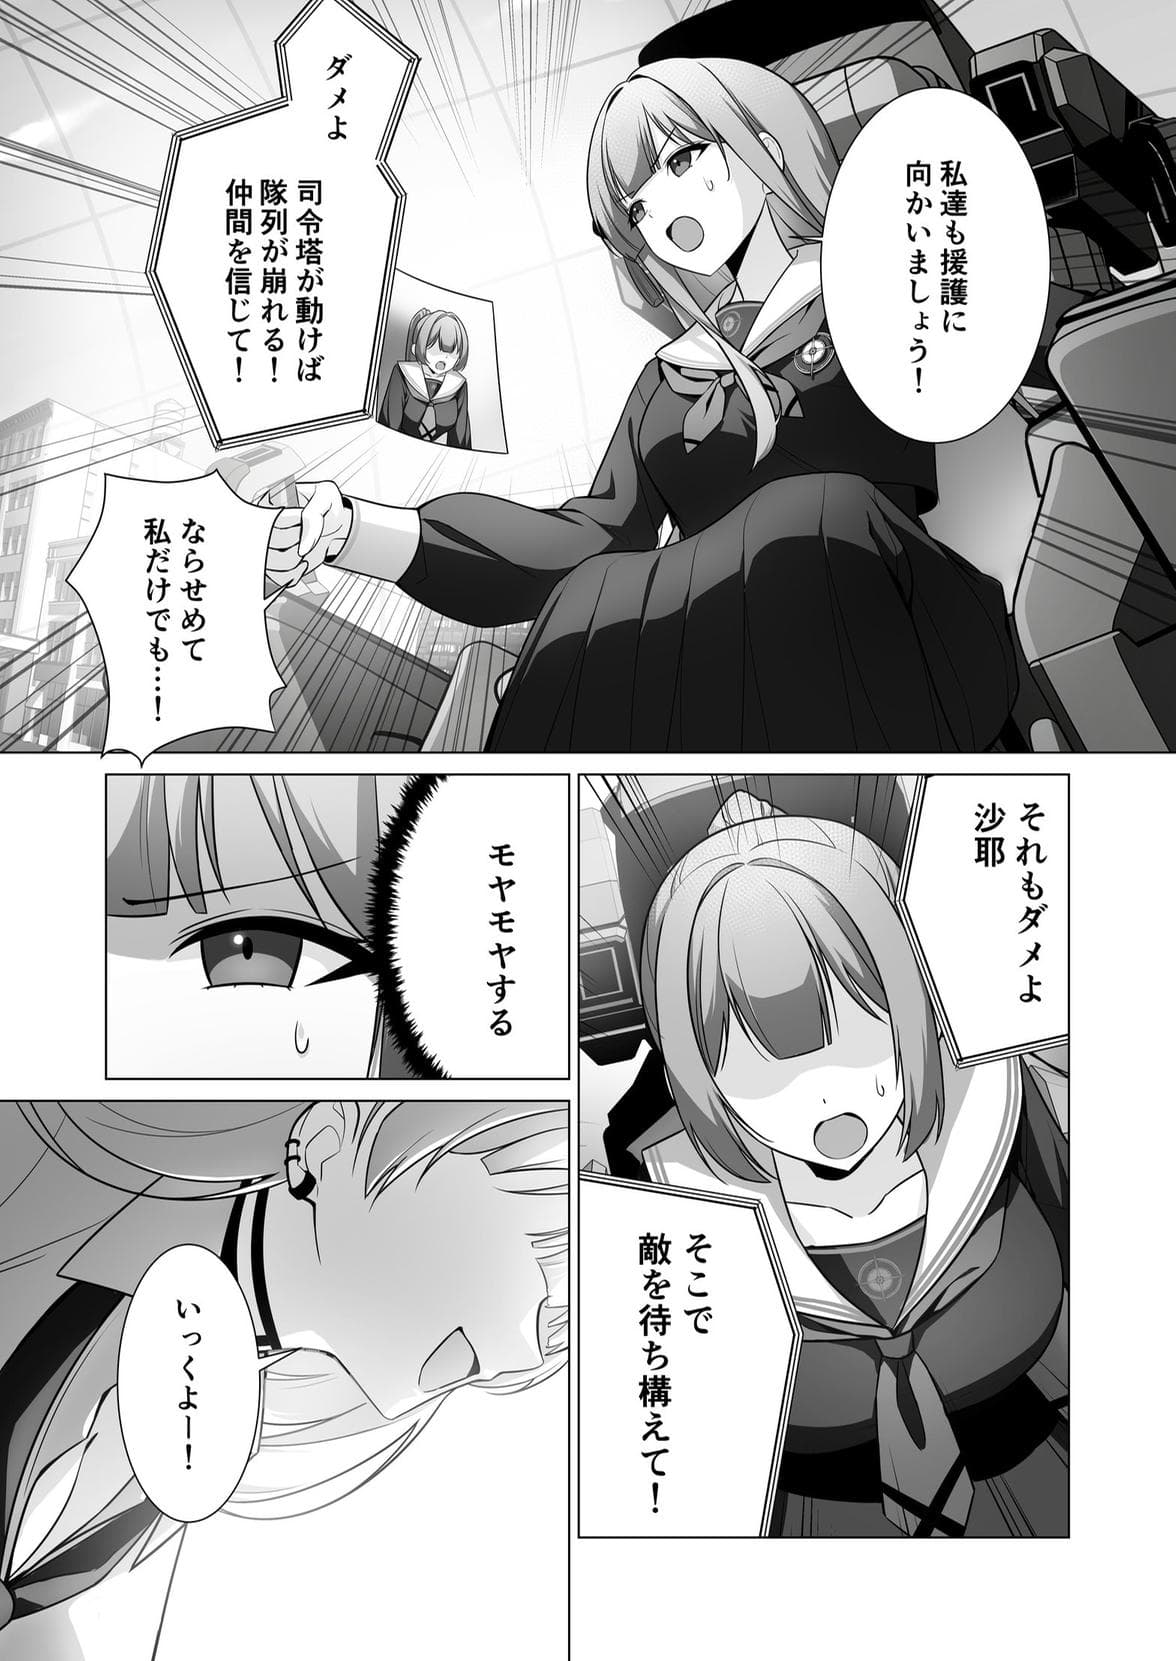 私達も援護に
向かいましょう！
ダメよ
司令塔が動けば
隊列が崩れる！
仲間を信じて！
ならせめて
私だけでも…！
それもダメよ
沙耶
そこで
敵を待ち構えて！
モヤモヤする
いっくよー！